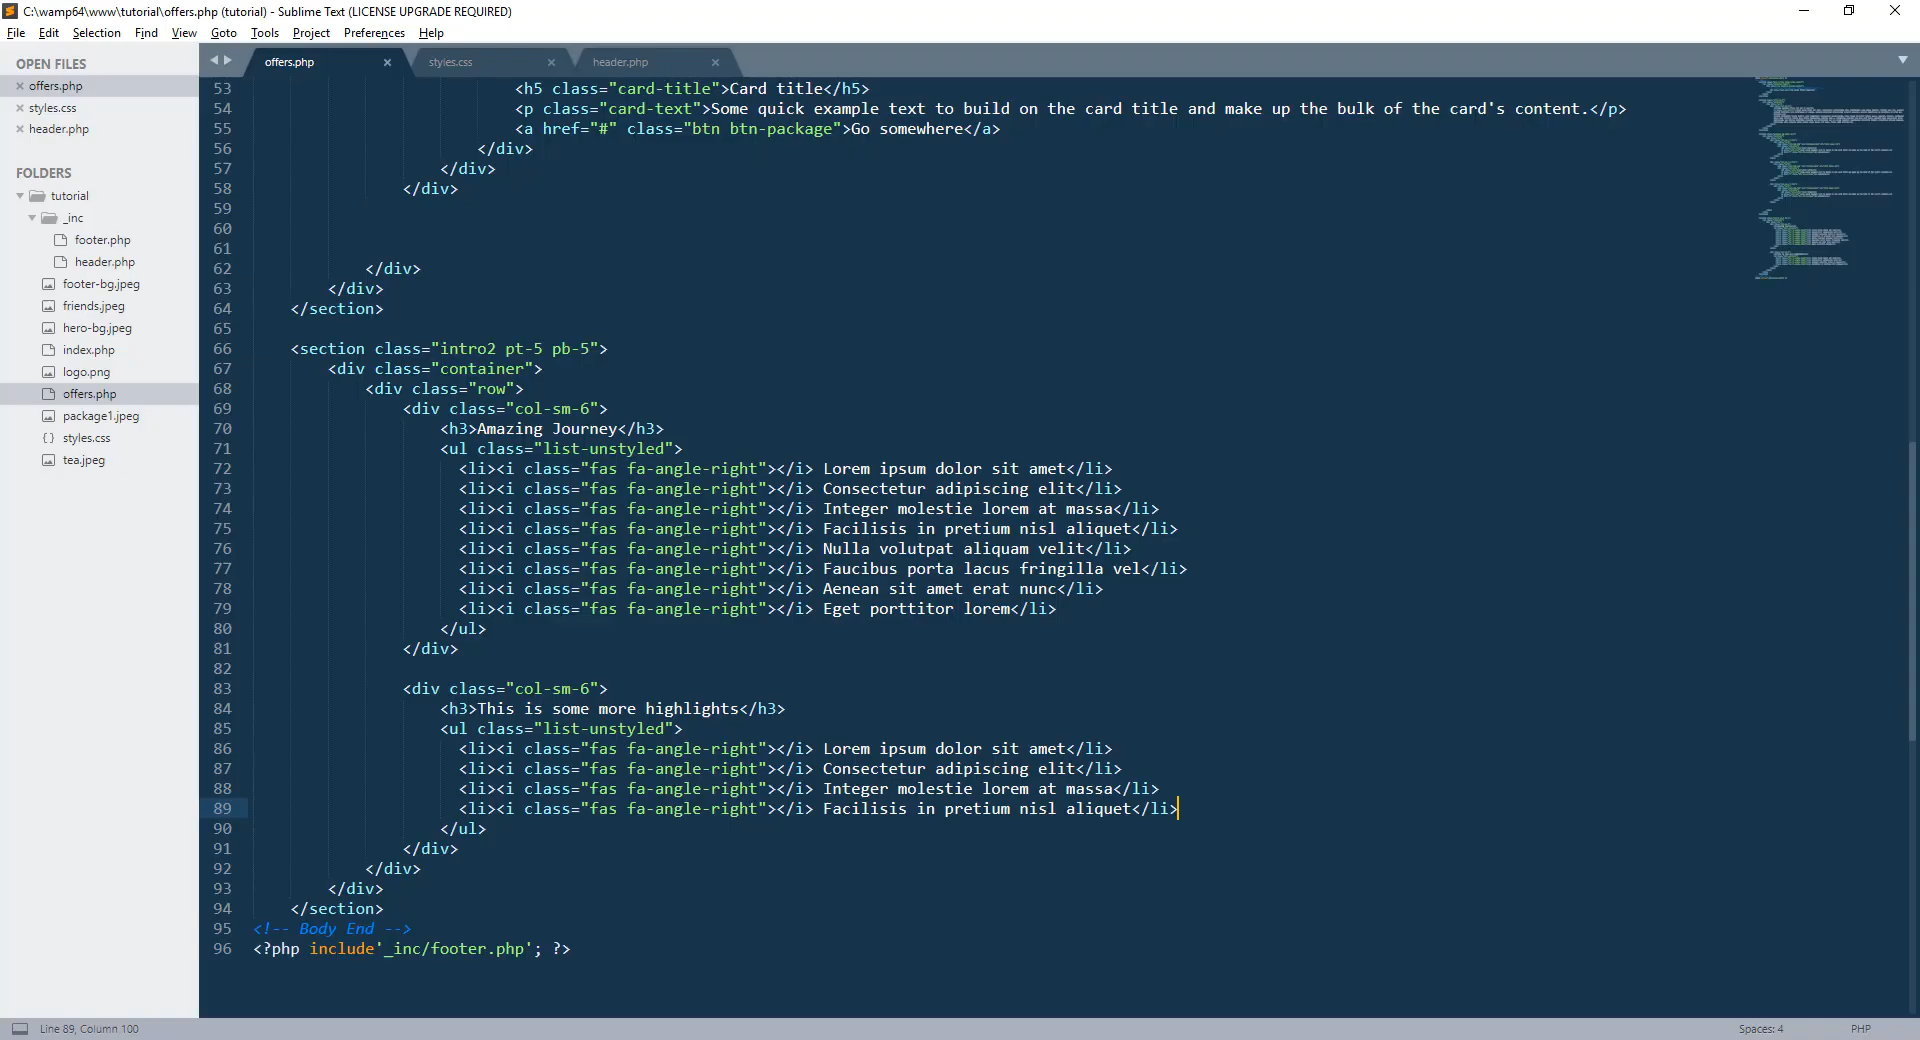 C:\wamp64\www\tutorial\offers.php (tutorial) - Sublime Text (LICENSE UPGRADE REQUIRED)
File Edit Selection Find View Goto Tools Project Preferences Help
OPEN FILES
offers.php
styles.css
header.php
FOLDERS
tutorial
_inc
footer.php
header.php
footer-bg.jpeg
friends.jpeg
hero-bg.jpeg
index.php
logo.png
offers.php
package1.jpeg
styles.css
tea.jpeg
offers.php styles.css header.php
53 <h5 class="card-title">Card title</h5>
54 <p class="card-text">Some quick example text to build on the card title and make up the bulk of the card's content.</p>
55 <a href="#" class="btn btn-package">Go somewhere</a>
56 </div>
57 </div>
58 </div>
59
60
61
62 </div>
63 </div>
64 </section>
65
66 <section class="intro2 pt-5 pb-5">
67 <div class="container">
68 <div class="row">
69 <div class="col-sm-6">
70 <h3>Amazing Journey</h3>
71 <ul class="list-unstyled">
72 <li><i class="fas fa-angle-right"></i> Lorem ipsum dolor sit amet</li>
73 <li><i class="fas fa-angle-right"></i> Consectetur adipiscing elit</li>
74 <li><i class="fas fa-angle-right"></i> Integer molestie lorem at massa</li>
75 <li><i class="fas fa-angle-right"></i> Facilisis in pretium nisl aliquet</li>
76 <li><i class="fas fa-angle-right"></i> Nulla volutpat aliquam velit</li>
77 <li><i class="fas fa-angle-right"></i> Faucibus porta lacus fringilla vel</li>
78 <li><i class="fas fa-angle-right"></i> Aenean sit amet erat nunc</li>
79 <li><i class="fas fa-angle-right"></i> Eget porttitor lorem</li>
80 </ul>
81 </div>
82
83 <div class="col-sm-6">
84 <h3>This is some more highlights</h3>
85 <ul class="list-unstyled">
86 <li><i class="fas fa-angle-right"></i> Lorem ipsum dolor sit amet</li>
87 <li><i class="fas fa-angle-right"></i> Consectetur adipiscing elit</li>
88 <li><i class="fas fa-angle-right"></i> Integer molestie lorem at massa</li>
89 <li><i class="fas fa-angle-right"></i> Facilisis in pretium nisl aliquet</li>
90 </ul>
91 </div>
92 </div>
93 </div>
94 </section>
95 <!-- Body End -->
96 <?php include'_inc/footer.php'; ?>
Line 89, Column 100 Spaces: 4 PHP